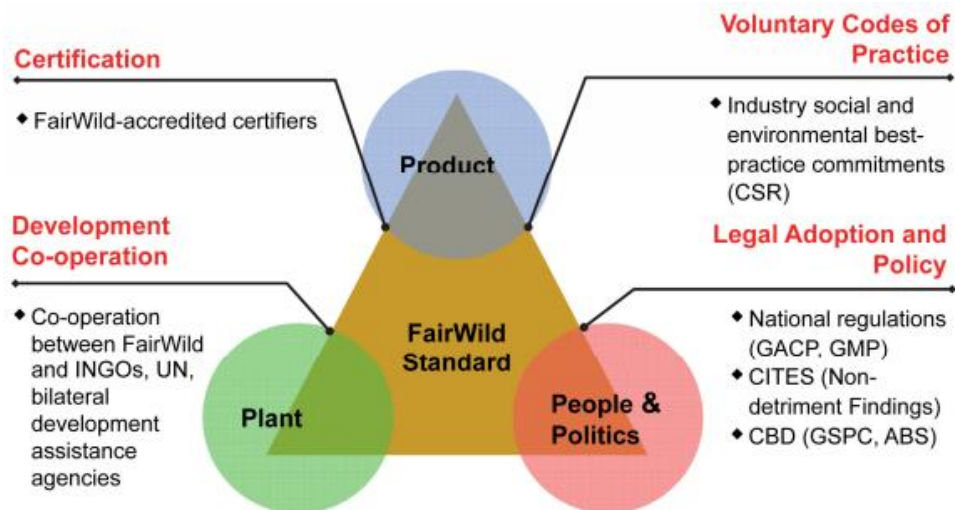 Certification
◆ FairWild-accredited certifiers
Voluntary Codes of
Practice
◆ Industry social and
environmental best-
practice commitments
(CSR)
Product
Development
Co-operation
◆ Co-operation
between FairWild
and INGOs, UN,
bilateral
development
assistance
agencies
Legal Adoption and
Policy
◆ National regulations
(GACP, GMP)
◆ CITES (Non-
detriment Findings)
◆ CBD (GSPC, ABS)
FairWild
Standard
Plant
People &
Politics